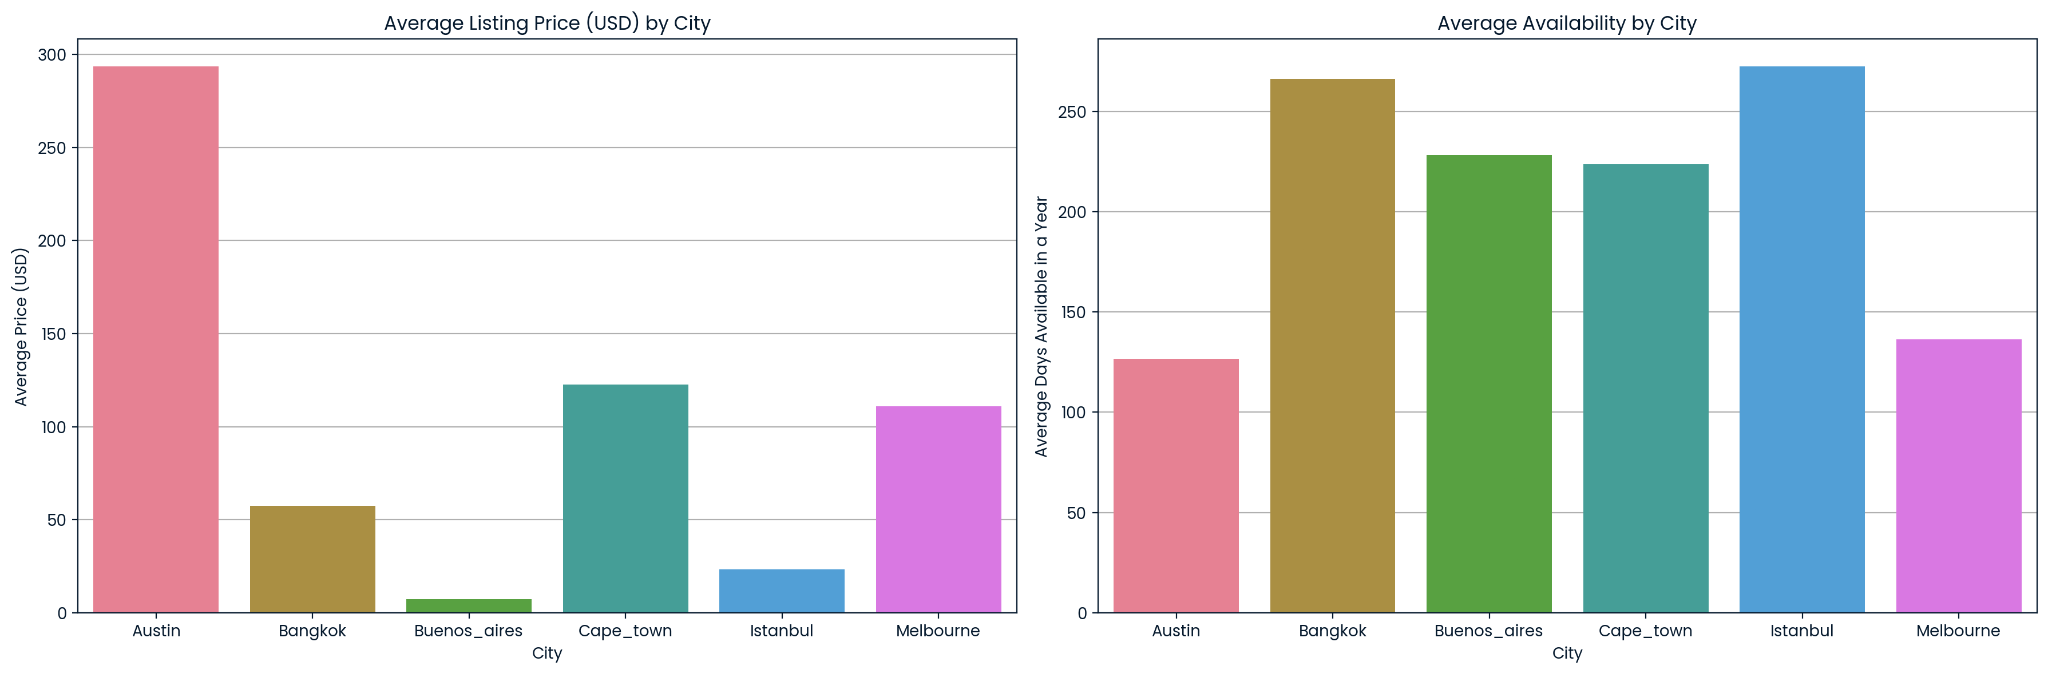 Average Listing Price (USD) by City
Average Price (USD)
300
250
200
150
100
50
0
Austin Bangkok Buenos_aires Cape_town Istanbul Melbourne
City
Average Availability by City
Average Days Available in a Year
250
200
150
100
50
0
Austin Bangkok Buenos_aires Cape_town Istanbul Melbourne
City